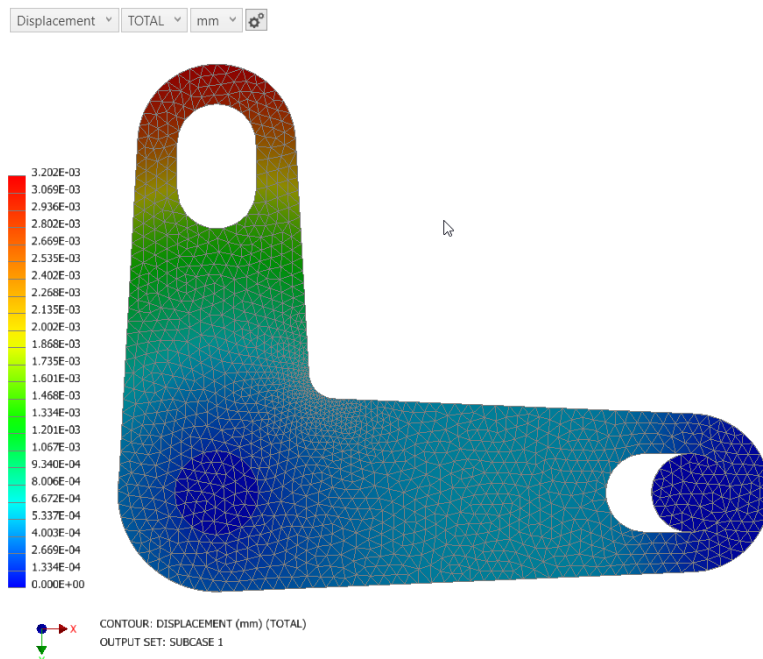 Displacement TOTAL mm
3.202E-03
3.069E-03
2.936E-03
2.802E-03
2.669E-03
2.535E-03
2.402E-03
2.268E-03
2.135E-03
2.002E-03
1.868E-03
1.735E-03
1.601E-03
1.468E-03
1.334E-03
1.201E-03
1.067E-03
9.340E-04
8.006E-04
6.672E-04
5.337E-04
4.003E-04
2.669E-04
1.334E-04
0.000E+00
X
CONTOUR: DISPLACEMENT (mm) (TOTAL)
OUTPUT SET: SUBCASE 1